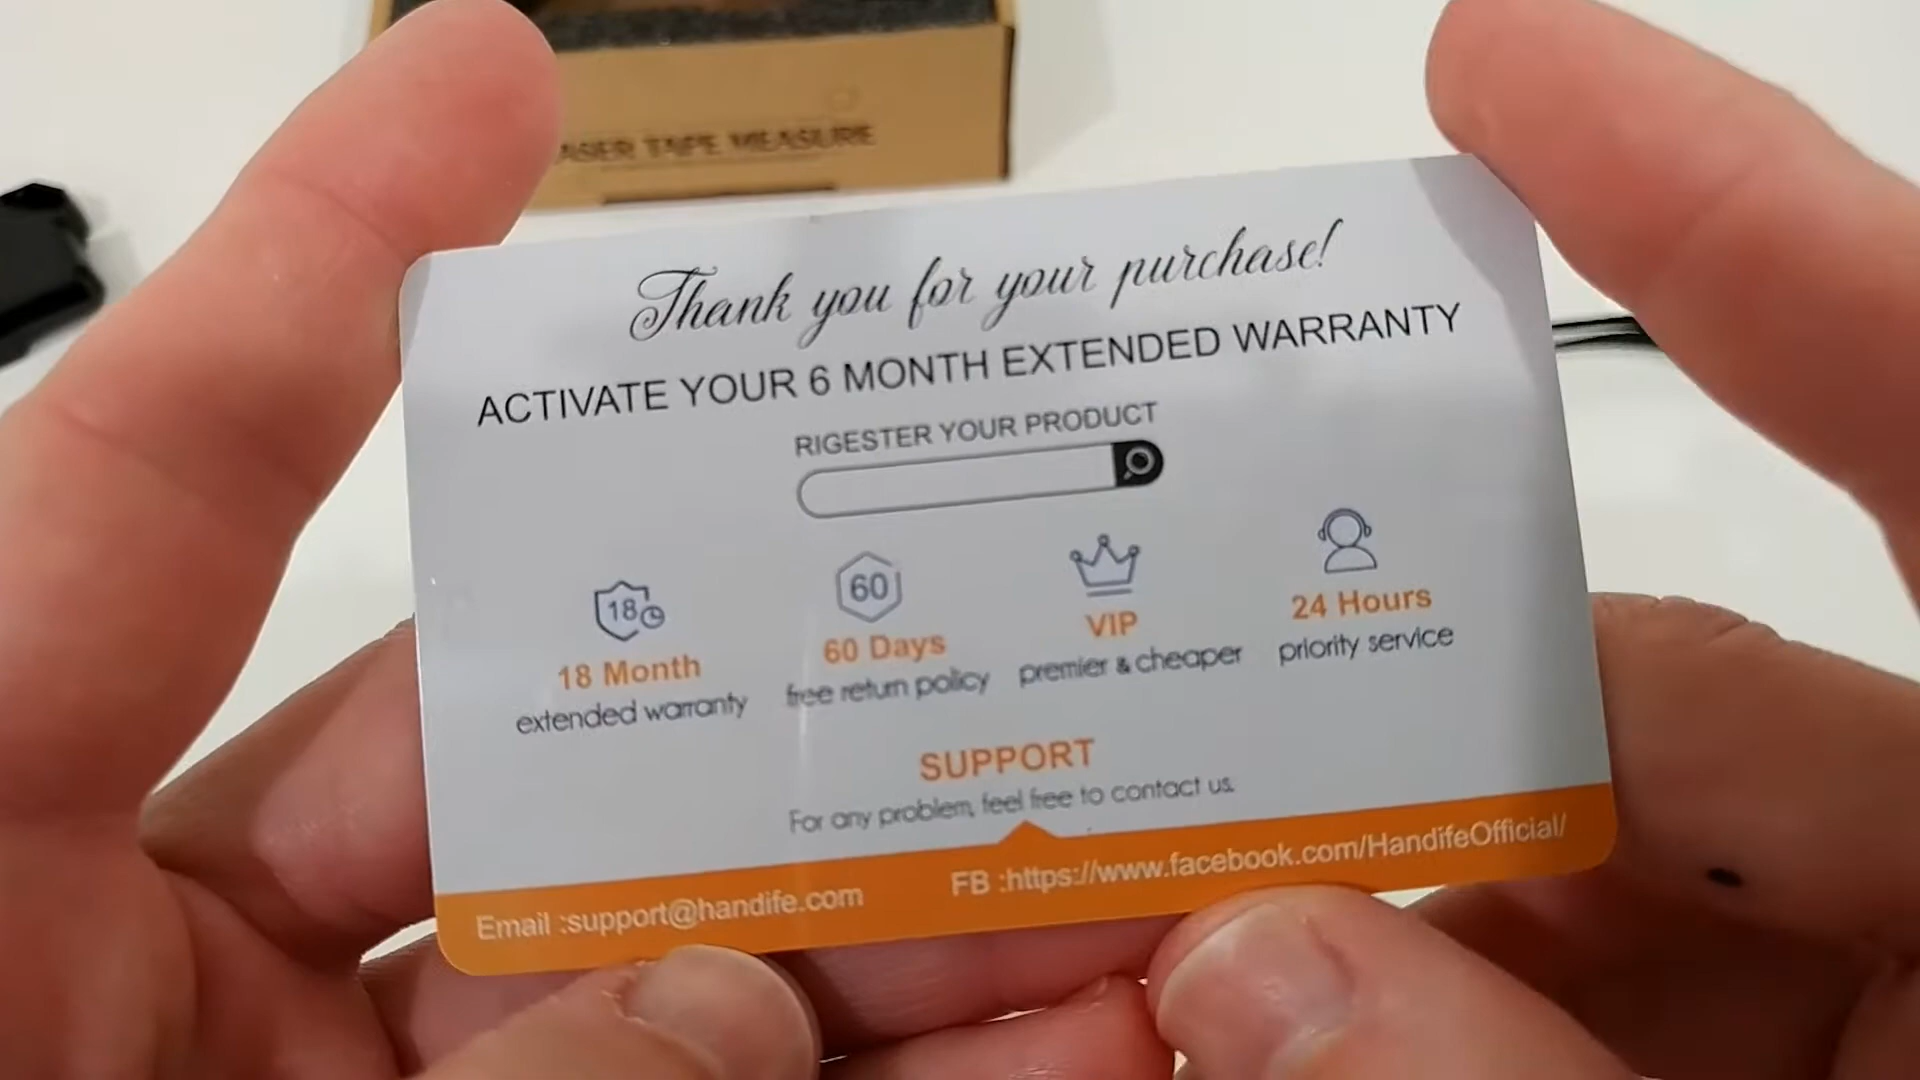 ASER TAPE MEASURE
Thank you for your purchase!
ACTIVATE YOUR 6 MONTH EXTENDED WARRANTY
RIGESTER YOUR PRODUCT
18
60
18 Month
60 Days
VIP
24 Hours
extended warranty
free return policy
premier & cheaper
priority service
SUPPORT
For any problem, feel free to contact us.
Email :support@handife.com
FB :https://www.facebook.com/HandifeOfficial/